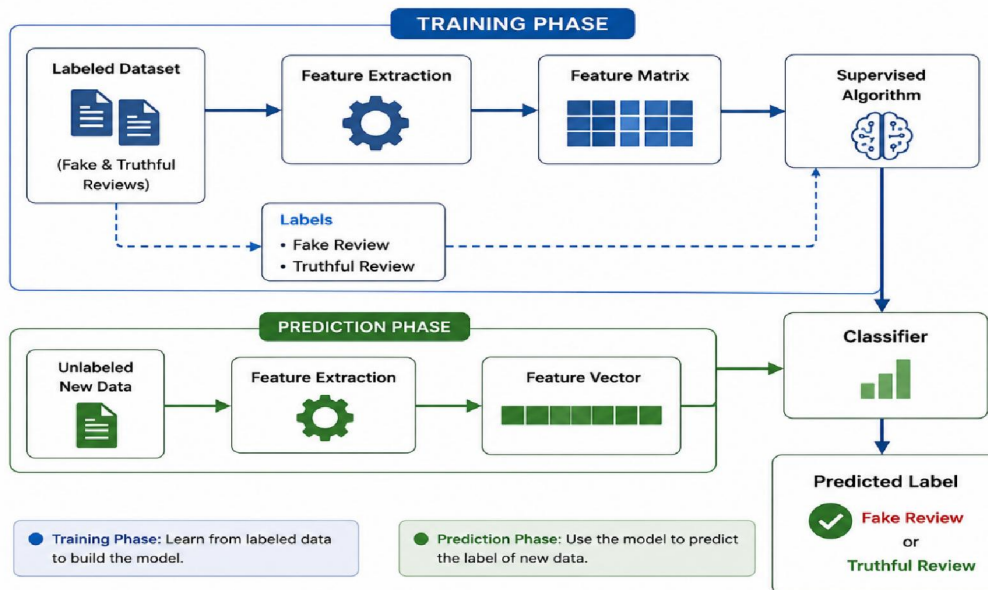 TRAINING PHASE
Labeled Dataset
(Fake & Truthful
Reviews)
Feature Extraction
Feature Matrix
Supervised
Algorithm
Labels
• Fake Review
• Truthful Review
PREDICTION PHASE
Unlabeled
New Data
Feature Extraction
Feature Vector
Classifier
Predicted Label
Fake Review
or
Truthful Review
Training Phase: Learn from labeled data
to build the model.
Prediction Phase: Use the model to predict
the label of new data.